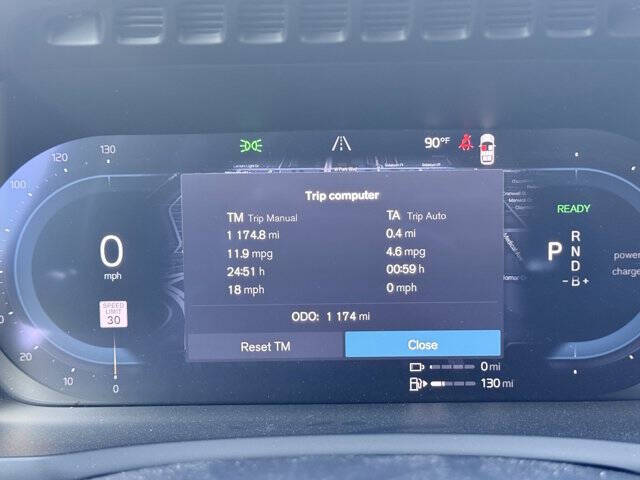 120
130
100
90°F
Trip computer
TM Trip Manual
TA Trip Auto
1 174.8 mi
0.4 mi
11.9 mpg
4.6 mpg
24:51 h
00:59 h
18 mph
0 mph
ODO: 1 174 mi
Reset TM
Close
0
mph
SPEED
LIMIT
30
READY
P
R
N
D
-B+
power
charge
20
10
0
0 mi
130 mi